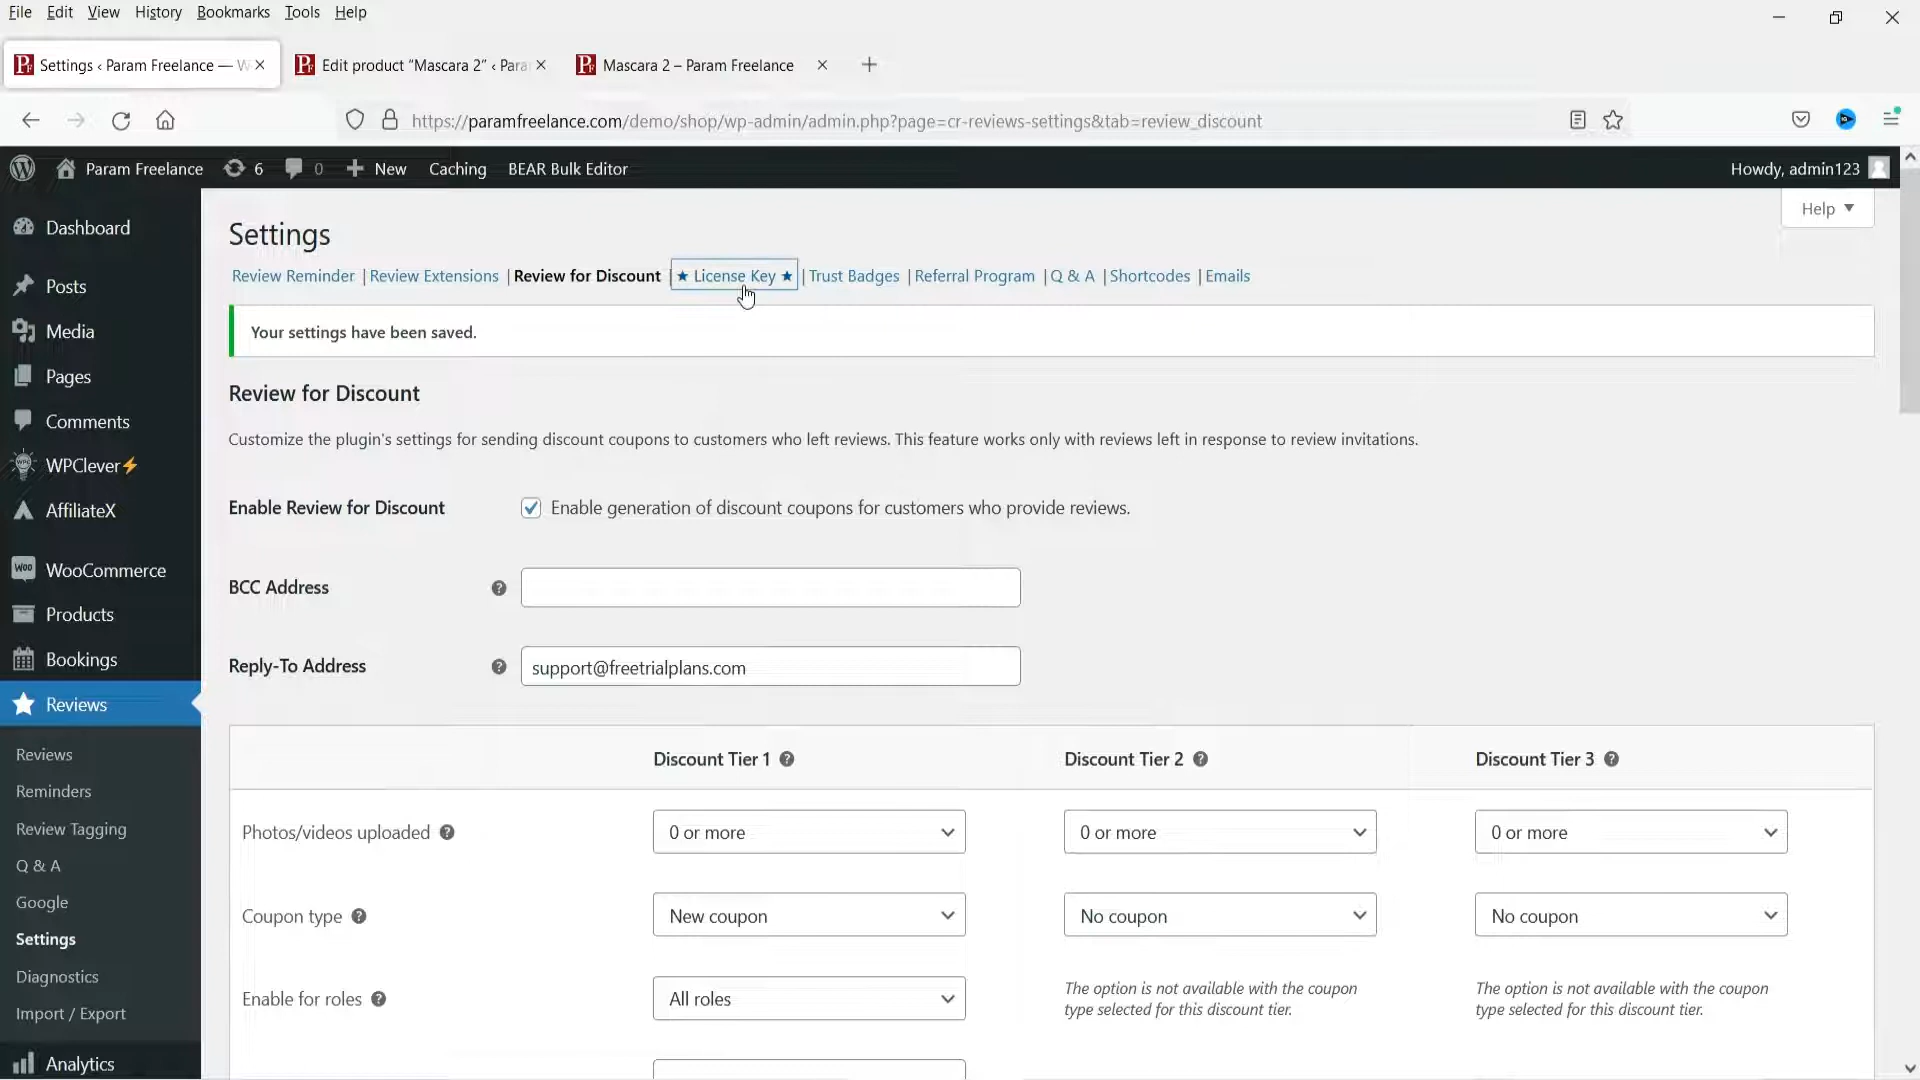 File Edit View History Bookmarks Tools Help
Settings ‹ Param Freelance — W
Edit product “Mascara 2” ‹ Para
Mascara 2 – Param Freelance
https://paramfreelance.com/demo/shop/wp-admin/admin.php?page=cr-reviews-settings&tab=review_discount
Param Freelance 6 0 New Caching BEAR Bulk Editor Howdy, admin123
Help
Dashboard
Posts
Media
Pages
Comments
WPClever⚡
AffiliateX
WooCommerce
Products
Bookings
Reviews
Reviews
Reminders
Review Tagging
Q & A
Google
Settings
Diagnostics
Import / Export
Analytics
Settings
Review Reminder | Review Extensions | Review for Discount | ★ License Key ★ | Trust Badges | Referral Program | Q & A | Shortcodes | Emails
Your settings have been saved.
Review for Discount
Customize the plugin's settings for sending discount coupons to customers who left reviews. This feature works only with reviews left in response to review invitations.
Enable Review for Discount Enable generation of discount coupons for customers who provide reviews.
BCC Address
Reply-To Address support@freetrialplans.com
Discount Tier 1 Discount Tier 2 Discount Tier 3
Photos/videos uploaded 0 or more 0 or more 0 or more
Coupon type New coupon No coupon No coupon
Enable for roles All roles
The option is not available with the coupon
type selected for this discount tier.
The option is not available with the coupon
type selected for this discount tier.